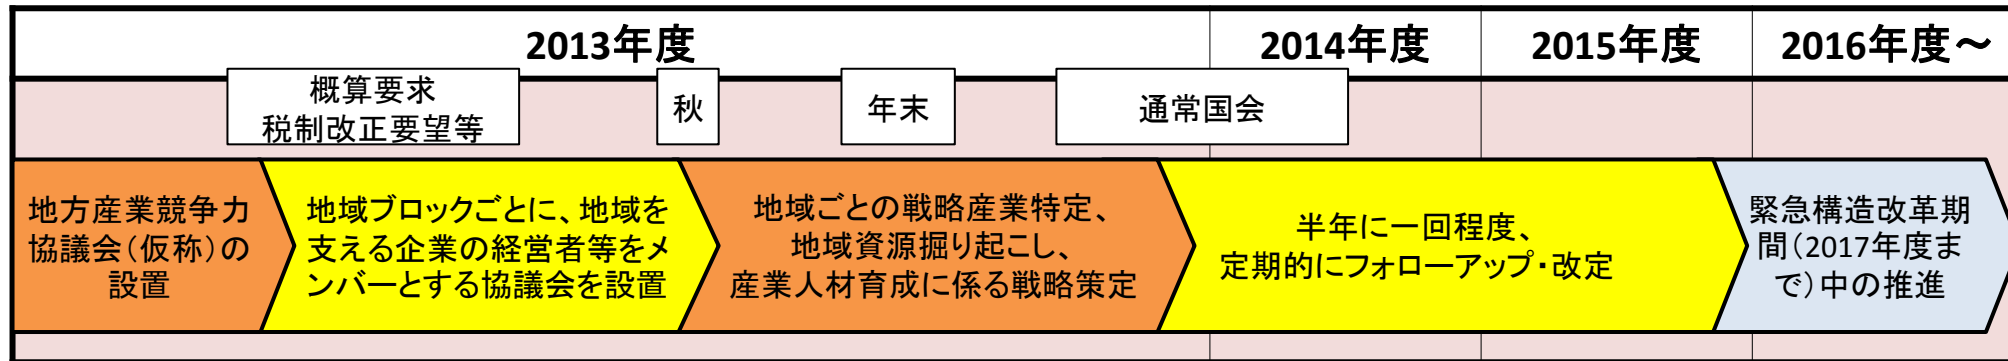 2013年度
2014年度
2015年度
2016年度～
概算要求
税制改正要望等
秋
年末
通常国会
地方産業競争力
協議会（仮称）の
設置
地域ブロックごとに、地域を
支える企業の経営者等をメ
ンバーとする協議会を設置
地域ごとの戦略産業特定、
地域資源掘り起こし、
産業人材育成に係る戦略策定
半年に一回程度、
定期的にフォローアップ・改定
緊急構造改革期
間（2017年度ま
で）中の推進